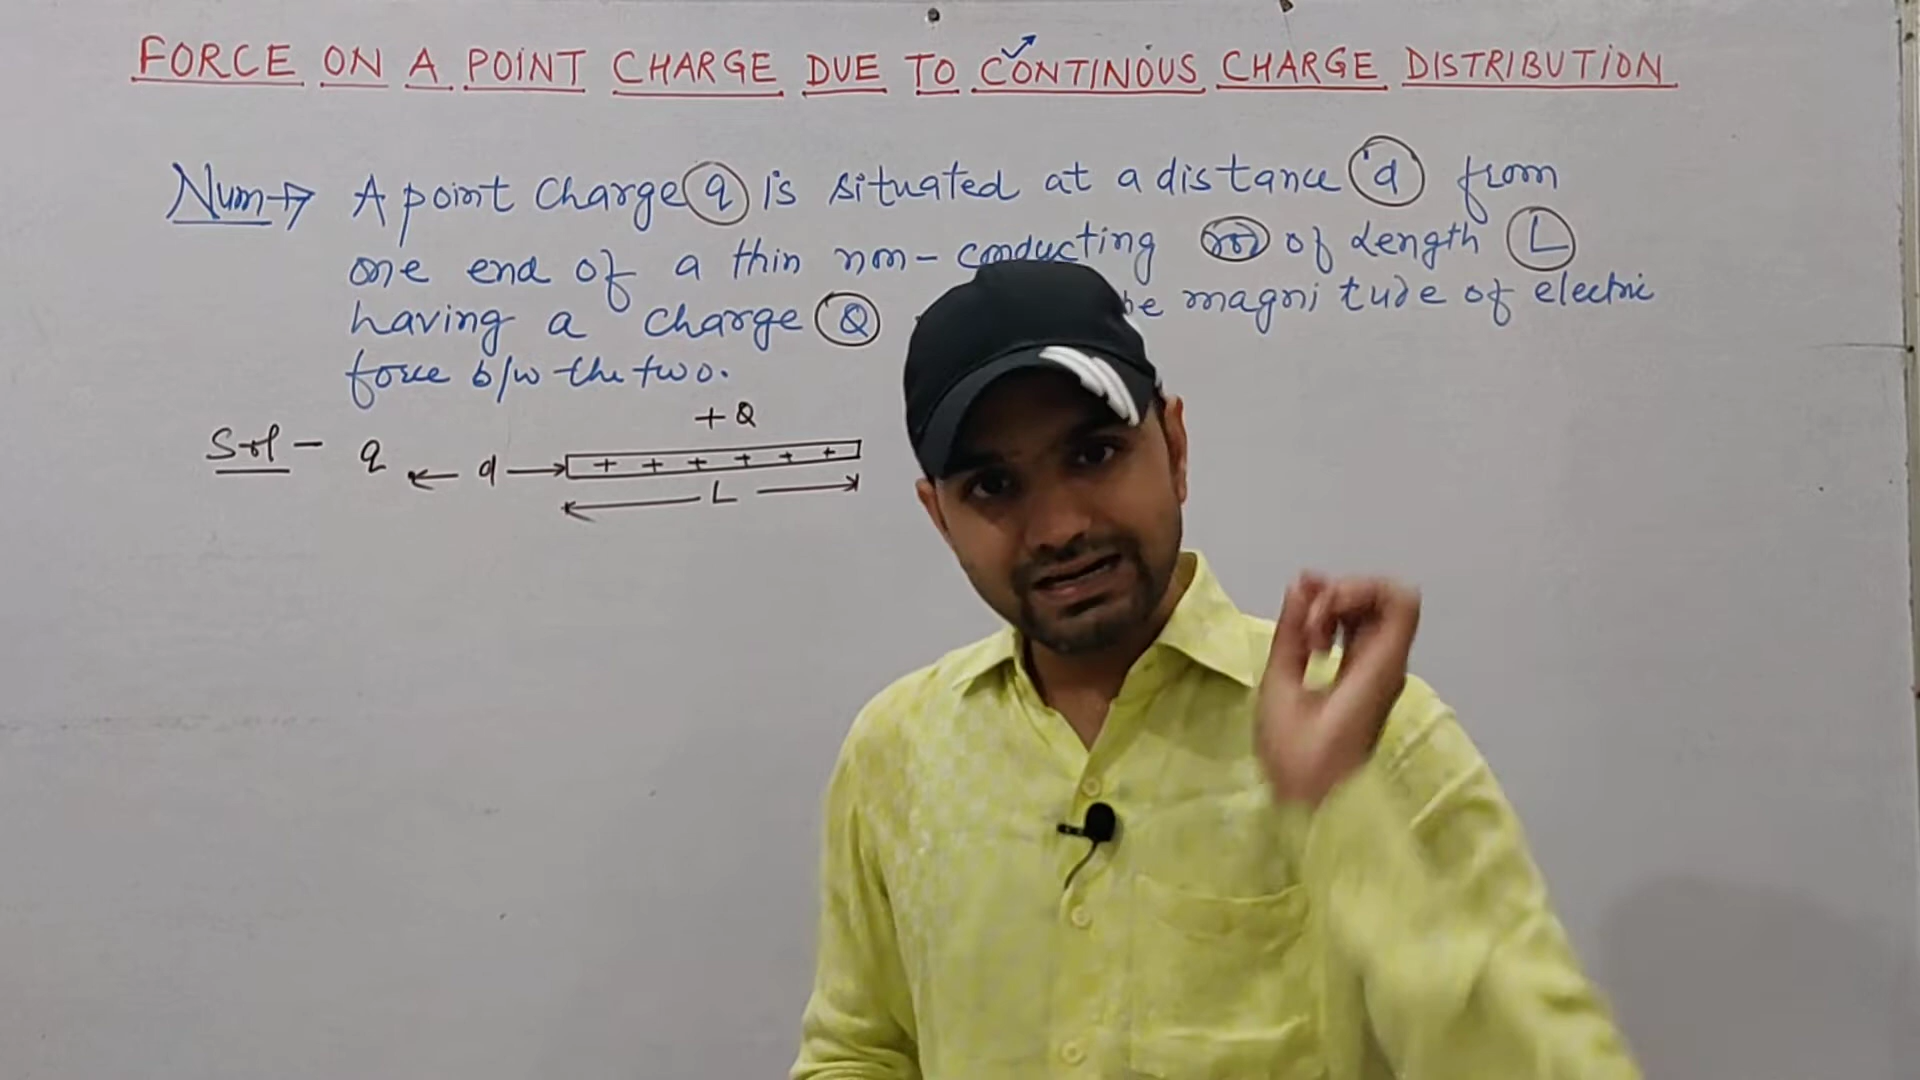 FORCE ON A POINT CHARGE DUE TO CONTINOUS CHARGE DISTRIBUTION
Num → A point charge q is situated at a distance 'd' from
one end of a thin non-conducting rod of length L
having a charge Q be magnitude of electric
force b/w the two.
+Q
Sol - q d + + + + + +
L